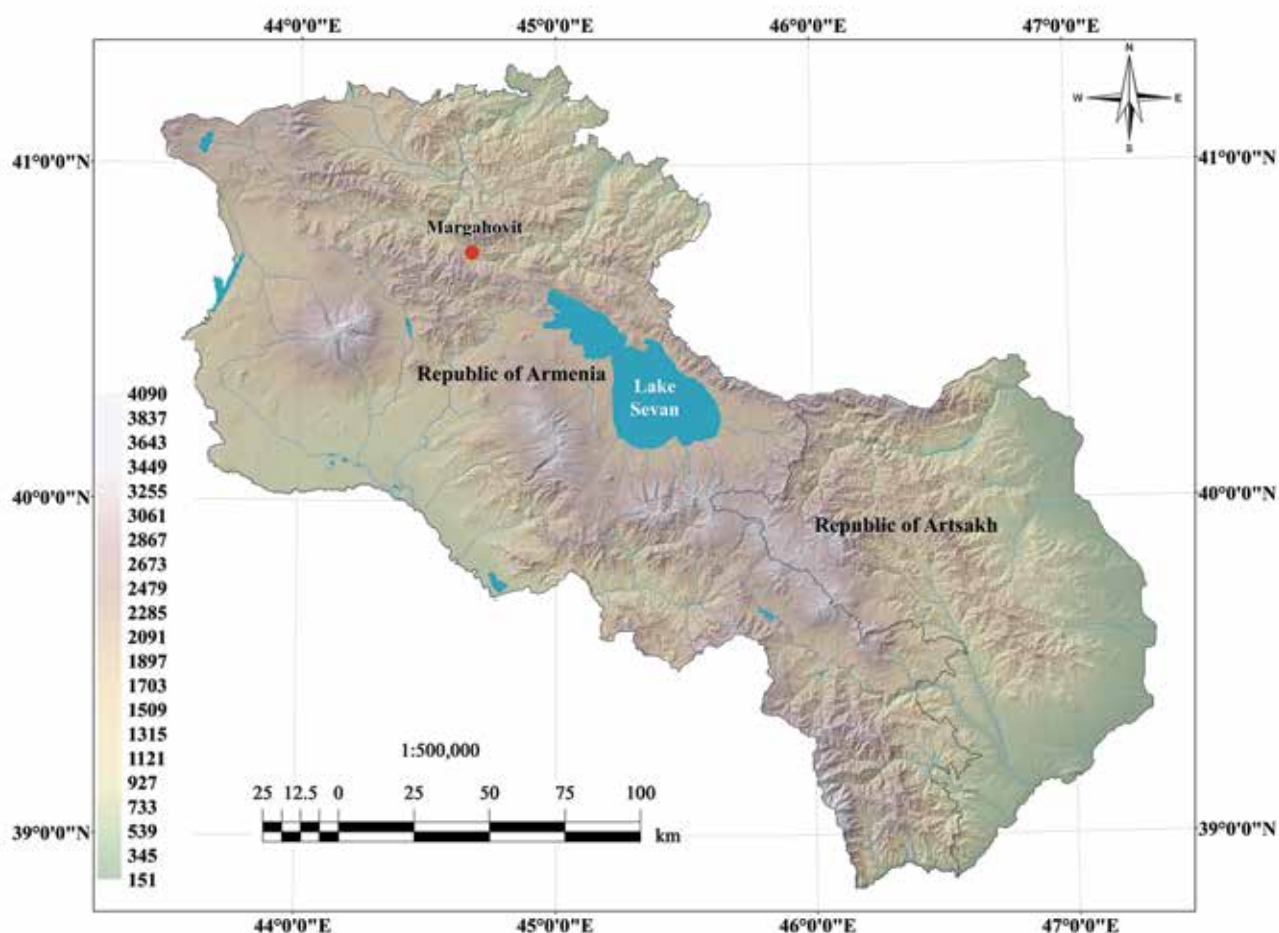 44°0'0"E 45°0'0"E 46°0'0"E 47°0'0"E
N
W E
S
41°0'0"N 41°0'0"N
Margahovit
Republic of Armenia
Lake
Sevan
4090
3837
3643
3449
3255
3061
2867
2673
2479
2285
2091
1897
1703
1509
1315
1121
927
733
539
345
151
40°0'0"N 40°0'0"N
Republic of Artsakh
1:500,000
25 12.5 0 25 50 75 100
km
39°0'0"N 39°0'0"N
44°0'0"E 45°0'0"E 46°0'0"E 47°0'0"E